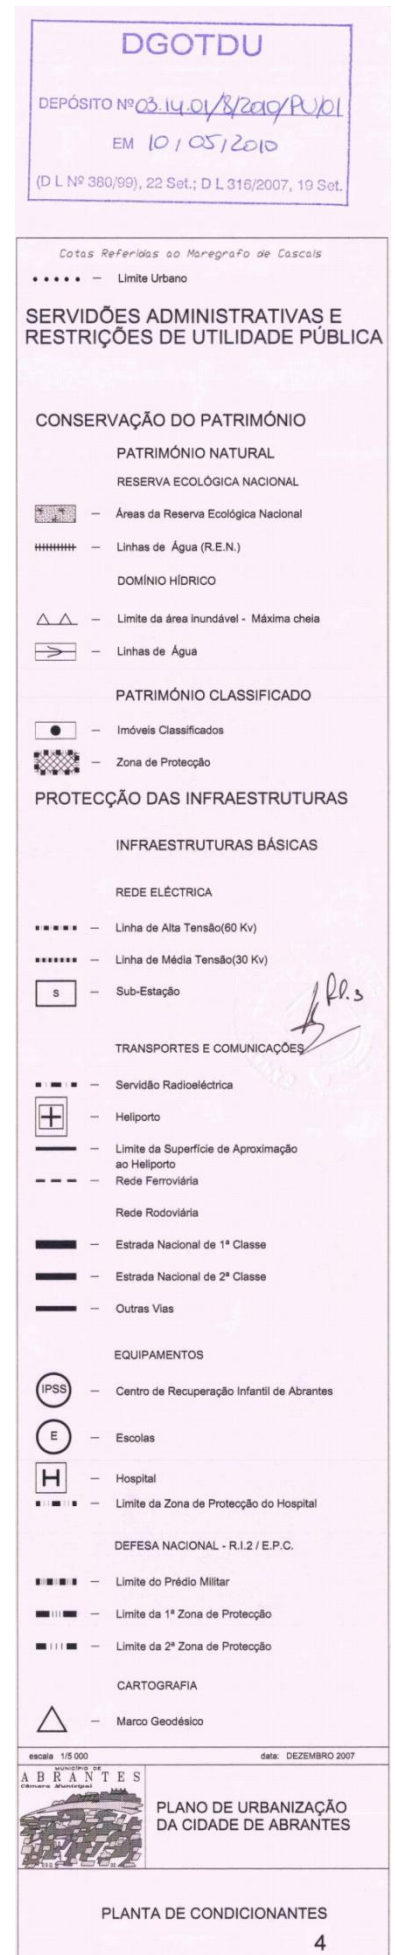 DGOTDU
DEPÓSITO Nº 03.14.01/8/2010/PU/01
EM 10/05/2010
(D L Nº 380/99), 22 Set.; D L 316/2007, 19 Set.
Cotas Referidas ao Maregrafo de Cascais
— Limite Urbano
SERVIDÕES ADMINISTRATIVAS E
RESTRIÇÕES DE UTILIDADE PÚBLICA
CONSERVAÇÃO DO PATRIMÓNIO
PATRIMÓNIO NATURAL
RESERVA ECOLÓGICA NACIONAL
— Áreas da Reserva Ecológica Nacional
— Linhas de Água (R.E.N.)
DOMÍNIO HÍDRICO
— Limite da área inundável - Máxima cheia
— Linhas de Água
PATRIMÓNIO CLASSIFICADO
— Imóveis Classificados
— Zona de Protecção
PROTECÇÃO DAS INFRAESTRUTURAS
INFRAESTRUTURAS BÁSICAS
REDE ELÉCTRICA
— Linha de Alta Tensão(60 Kv)
— Linha de Média Tensão(30 Kv)
S — Sub-Estação
TRANSPORTES E COMUNICAÇÕES
— Servidão Radioeléctrica
— Heliporto
— Limite da Superfície de Aproximação
ao Heliporto
— Rede Ferroviária
Rede Rodoviária
— Estrada Nacional de 1ª Classe
— Estrada Nacional de 2ª Classe
— Outras Vias
EQUIPAMENTOS
IPSS — Centro de Recuperação Infantil de Abrantes
E — Escolas
H — Hospital
— Limite da Zona de Protecção do Hospital
DEFESA NACIONAL - R.I.2 / E.P.C.
— Limite do Prédio Militar
— Limite da 1ª Zona de Protecção
— Limite da 2ª Zona de Protecção
CARTOGRAFIA
— Marco Geodésico
escala 1/5 000 data: DEZEMBRO 2007
MUNICÍPIO DE
ABRANTES
Câmara Municipal
PLANO DE URBANIZAÇÃO
DA CIDADE DE ABRANTES
PLANTA DE CONDICIONANTES
4